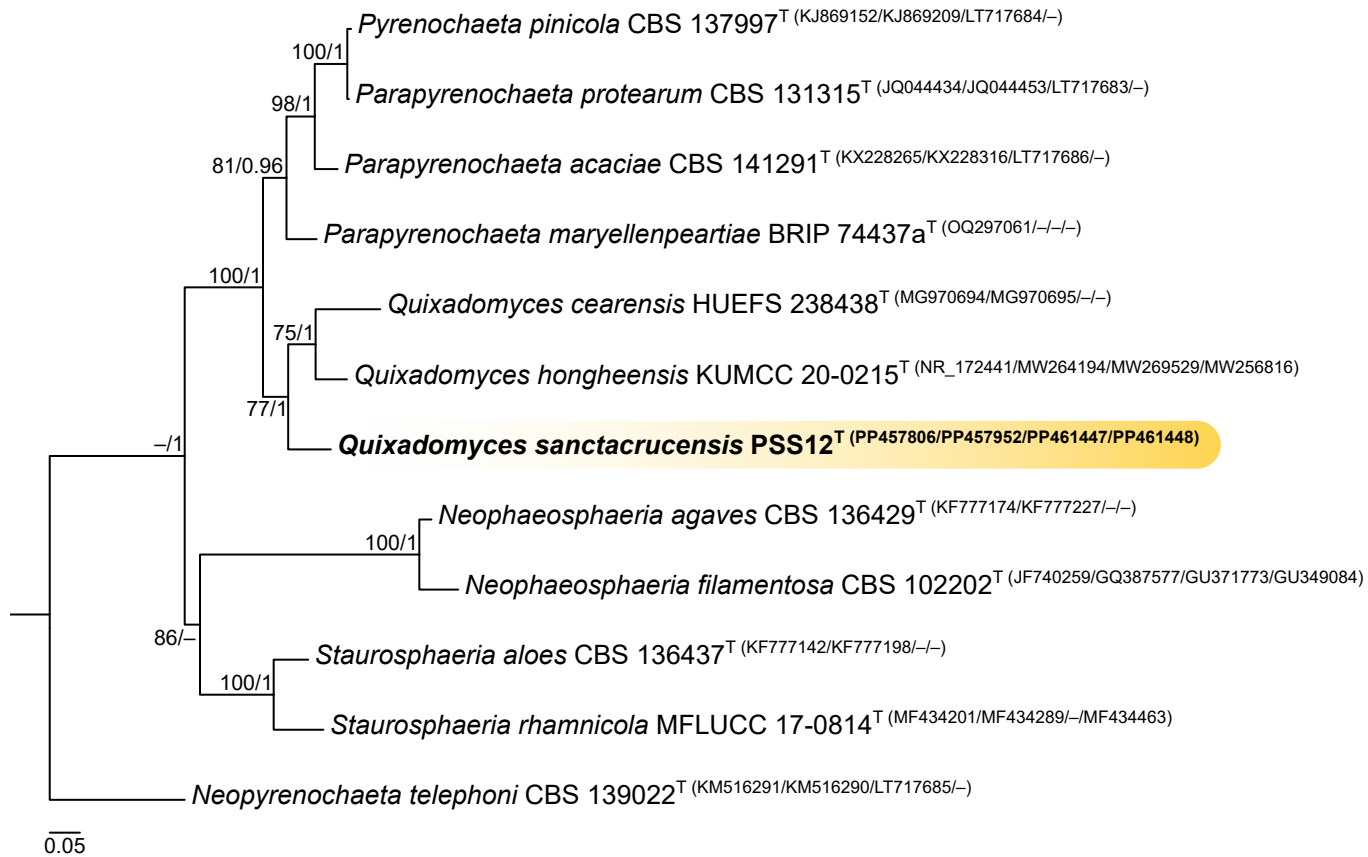 Pyrenochaeta pinicola CBS 137997T (KJ869152/KJ869209/LT717684/–)
100/1
Parapyrenochaeta protearum CBS 131315T (JQ044434/JQ044453/LT717683/–)
98/1
Parapyrenochaeta acaciae CBS 141291T (KX228265/KX228316/LT717686/–)
81/0.96
Parapyrenochaeta maryellenpeartiae BRIP 74437aT (OQ297061/–/–/–)
100/1
Quixadomyces cearensis HUEFS 238438T (MG970694/MG970695/–/–)
75/1
Quixadomyces hongheensis KUMCC 20-0215T (NR_172441/MW264194/MW269529/MW256816)
77/1
Quixadomyces sanctacrucensis PSS12T (PP457806/PP457952/PP461447/PP461448)
–/1
Neophaeosphaeria agaves CBS 136429T (KF777174/KF777227/–/–)
100/1
Neophaeosphaeria filamentosa CBS 102202T (JF740259/GQ387577/GU371773/GU349084)
86/–
Staurosphaeria aloes CBS 136437T (KF777142/KF777198/–/–)
100/1
Staurosphaeria rhamnicola MFLUCC 17-0814T (MF434201/MF434289/–/MF434463)
Neopyrenochaeta telephoni CBS 139022T (KM516291/KM516290/LT717685/–)
0.05